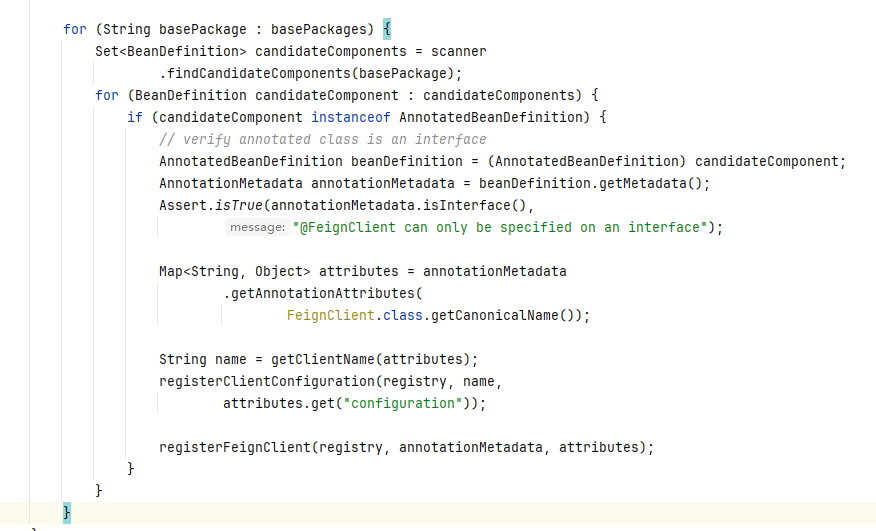 for (String basePackage : basePackages) {
Set<BeanDefinition> candidateComponents = scanner
.findCandidateComponents(basePackage);
for (BeanDefinition candidateComponent : candidateComponents) {
if (candidateComponent instanceof AnnotatedBeanDefinition) {
// verify annotated class is an interface
AnnotatedBeanDefinition beanDefinition = (AnnotatedBeanDefinition) candidateComponent;
AnnotationMetadata annotationMetadata = beanDefinition.getMetadata();
Assert.isTrue(annotationMetadata.isInterface(),
message: "@FeignClient can only be specified on an interface");
Map<String, Object> attributes = annotationMetadata
.getAnnotationAttributes(
FeignClient.class.getCanonicalName());
String name = getClientName(attributes);
registerClientConfiguration(registry, name,
attributes.get("configuration"));
registerFeignClient(registry, annotationMetadata, attributes);
}
}
}